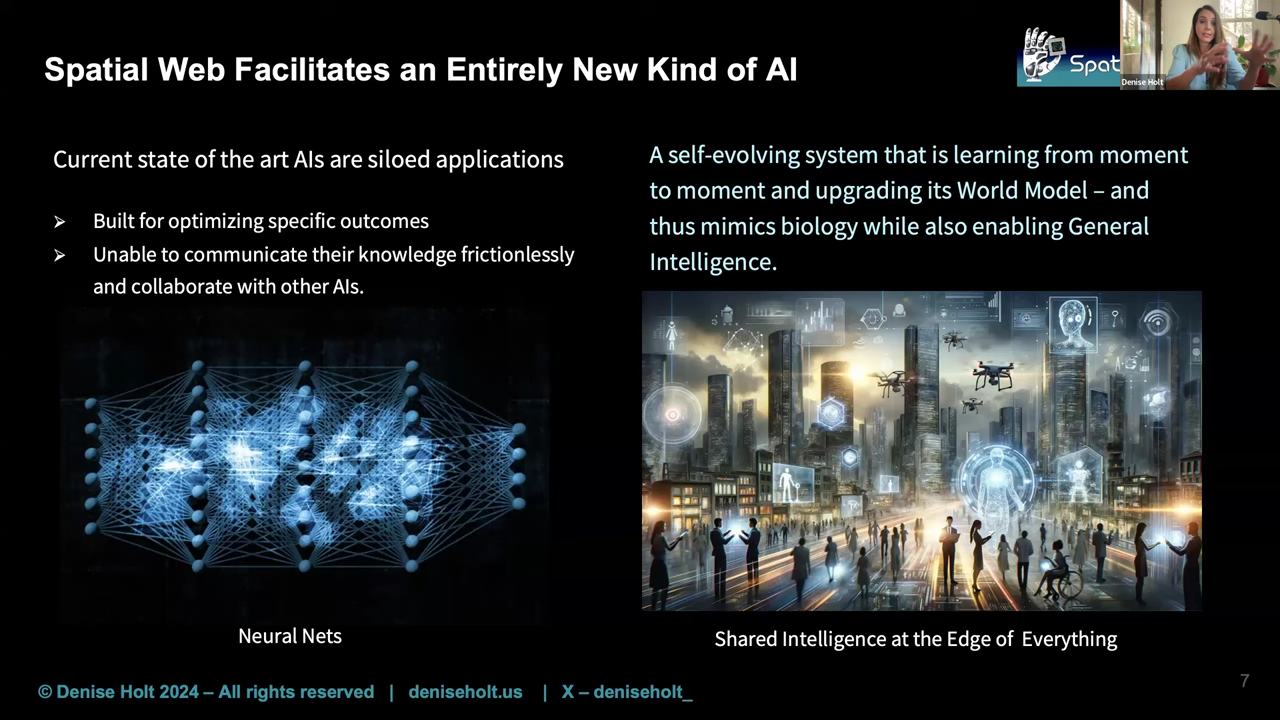 Spatial Web Facilitates an Entirely New Kind of AI
Spat
Denise Holt
Current state of the art AIs are siloed applications
➢ Built for optimizing specific outcomes
➢ Unable to communicate their knowledge frictionlessly
and collaborate with other AIs.
Neural Nets
A self-evolving system that is learning from moment
to moment and upgrading its World Model – and
thus mimics biology while also enabling General
Intelligence.
Shared Intelligence at the Edge of Everything
© Denise Holt 2024 – All rights reserved | deniseholt.us | X – deniseholt_
7